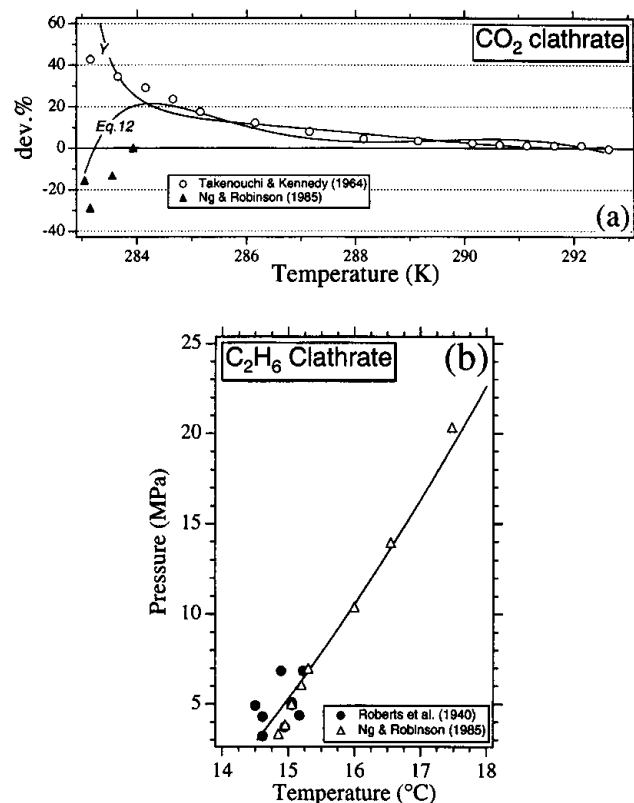 60
40
20
0
-20
-40
dev.%
Y
Eq.12
CO2 clathrate
Takenouchi & Kennedy (1964)
Ng & Robinson (1985)
(a)
284 286 288 290 292
Temperature (K)
C2H6 Clathrate
(b)
25
20
15
10
5
Pressure (MPa)
Roberts et al. (1940)
Ng & Robinson (1985)
14 15 16 17 18
Temperature (°C)